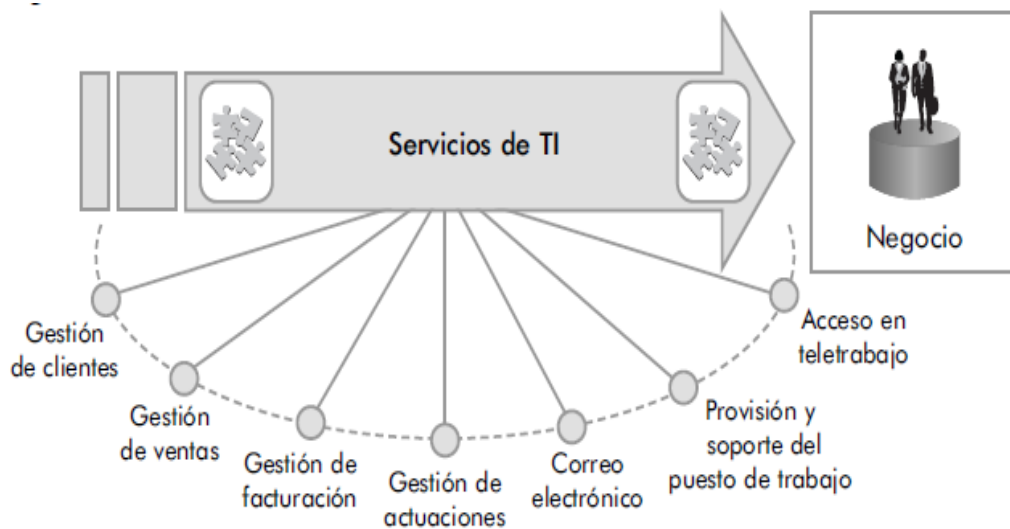 Servicios de TI
Negocio
Gestión
de clientes
Gestión
de ventas
Gestión de
facturación
Gestión de
actuaciones
Correo
electrónico
Provisión y
soporte del
puesto de trabajo
Acceso en
teletrabajo